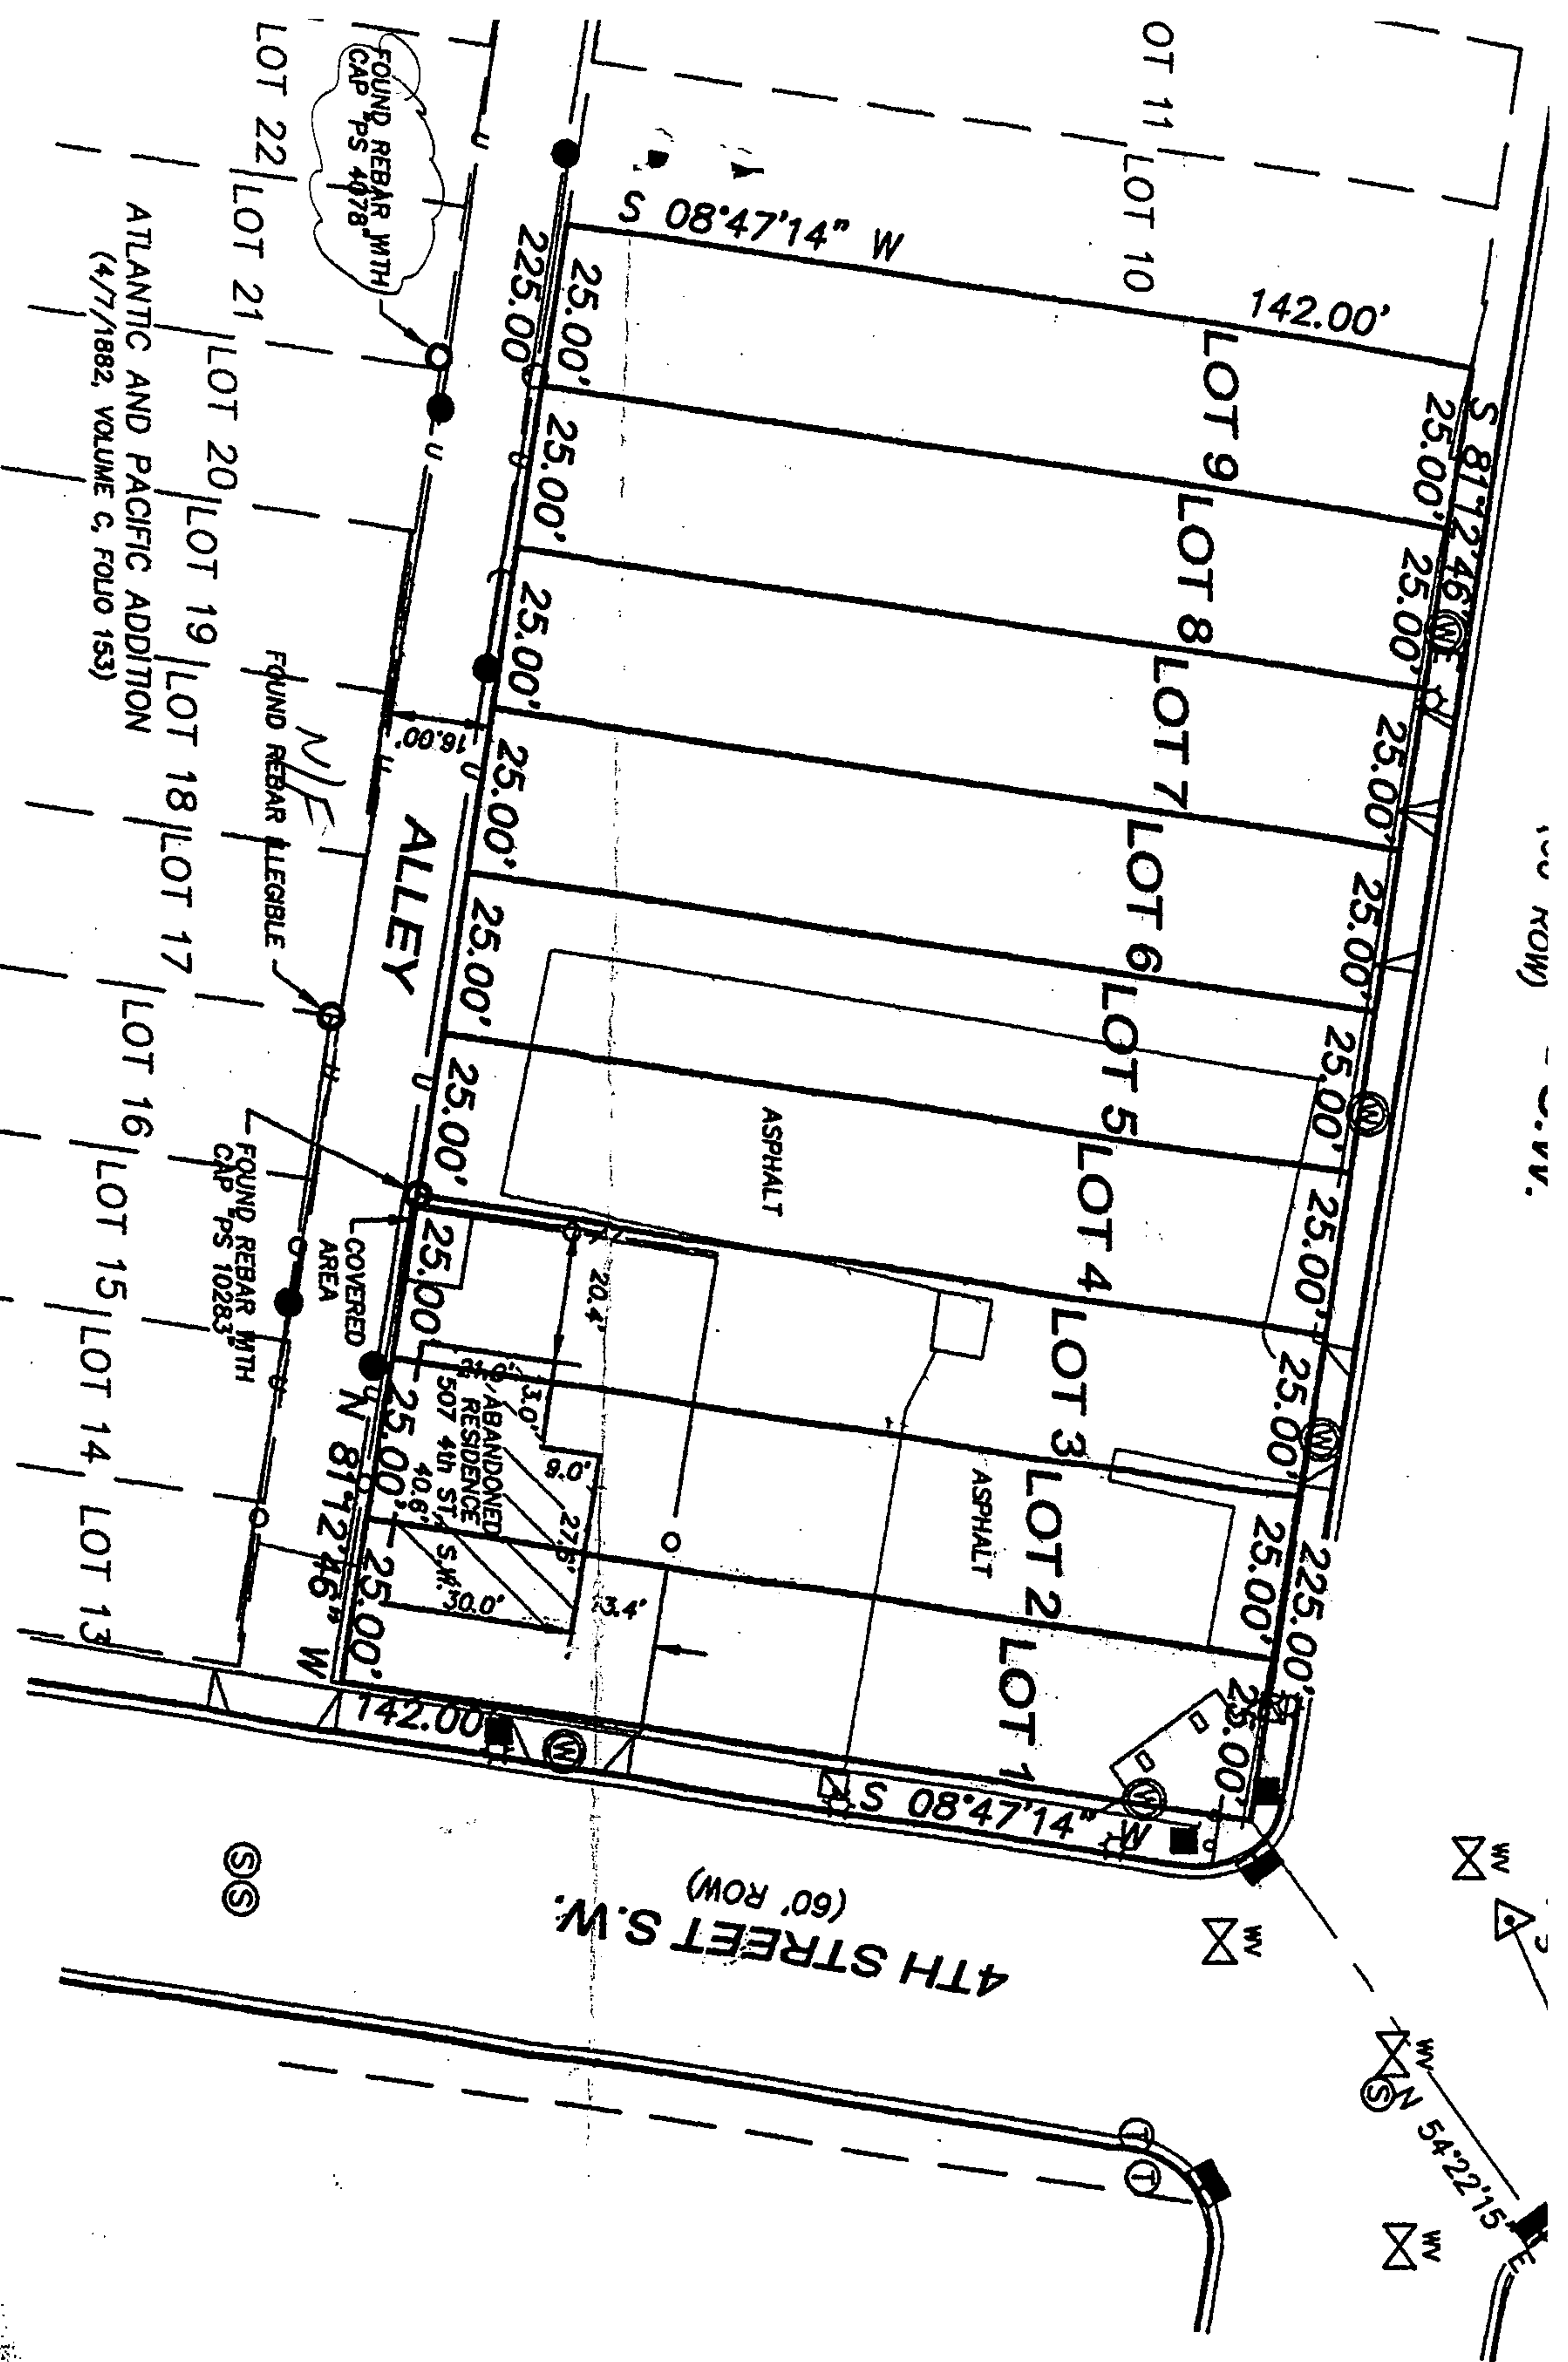 (60' ROW)
S.W.
S 81°12'46" E
225.00'
25.00'
25.00'
25.00'
25.00'
25.00'
25.00'
25.00'
25.00'
25.00'
OT 11
LOT 10
S 08°47'14" W
142.00'
LOT 9
LOT 8
LOT 7
LOT 6
LOT 5
LOT 4
LOT 3
LOT 2
LOT 1
ASPHALT
ASPHALT
25.00'
25.00'
25.00'
25.00'
25.00'
25.00'
25.00'
25.00'
25.00'
225.00
N 81°12'46" W
16.00'
ALLEY
20.4'
3.0'
9.0'
27.6'
3.4'
30.0'
40.6'
ABANDONED
RESIDENCE
507 4th ST. S.W.
COVERED
AREA
142.00'
S 08°47'14" W
4TH STREET S.W.
(60' ROW)
N 54°22'15" E
FOUND REBAR WITH
CAP "PS 4078"
FOUND REBAR ILLEGIBLE
N/F
FOUND REBAR WITH
CAP "PS 10283"
LOT 22
LOT 21
LOT 20
LOT 19
LOT 18
LOT 17
LOT 16
LOT 15
LOT 14
LOT 13
ATLANTIC AND PACIFIC ADDITION
(4/7/1882, VOLUME C, FOLIO 153)
W
W
W
W
W
S
S
S
T
T
WV
WV
WV
WV